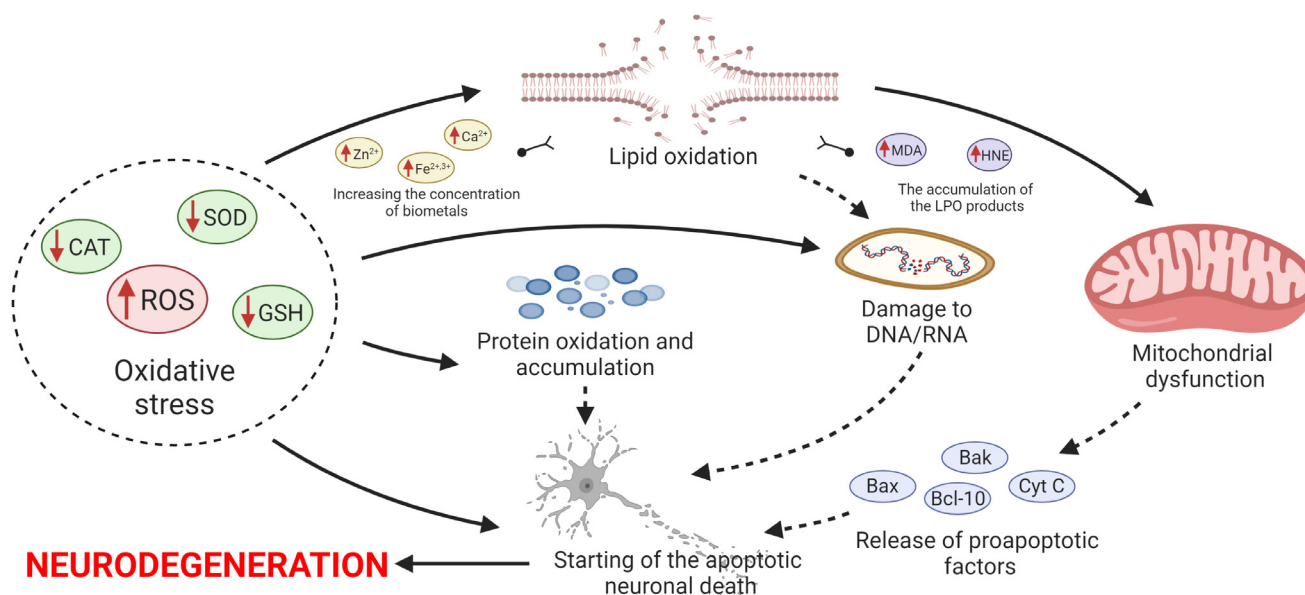 Zn2+
Ca2+
Fe2+,3+
Increasing the concentration
of biometals
Lipid oxidation
MDA
HNE
The accumulation of
the LPO products
SOD
CAT
ROS
GSH
Oxidative
stress
Protein oxidation and
accumulation
Damage to
DNA/RNA
Mitochondrial
dysfunction
Bak
Bax
Bcl-10
Cyt C
Release of proapoptotic
factors
Starting of the apoptotic
neuronal death
NEURODEGENERATION